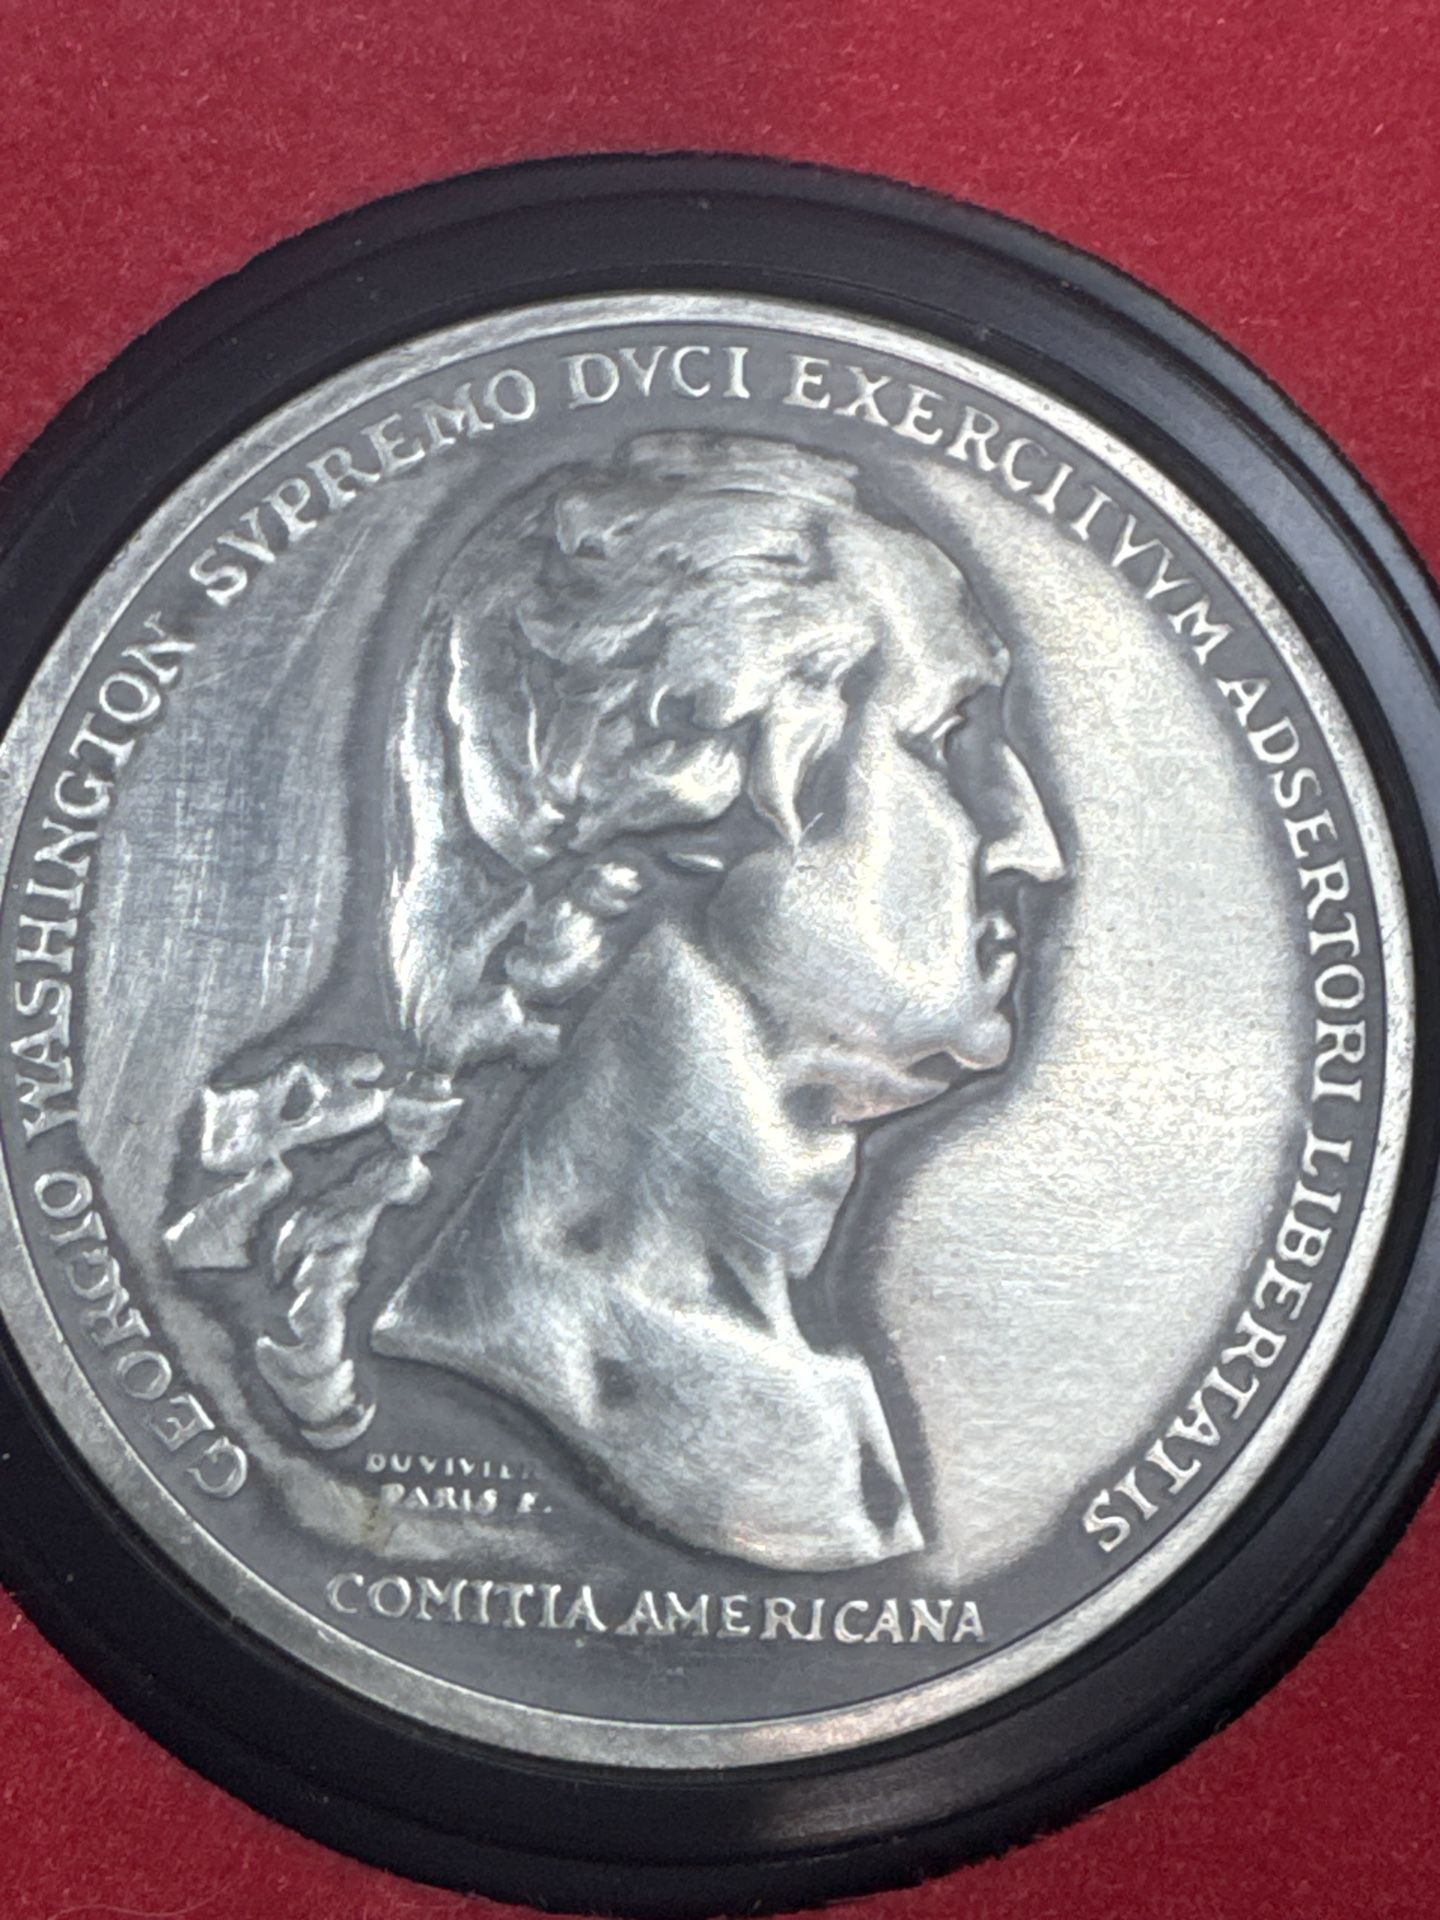 GEORGIO WASHINGTON SVPREMO DVCI EXERCITVVM ADSERTORI LIBERTATIS
DUVIVIER
PARIS F.
COMITIA AMERICANA